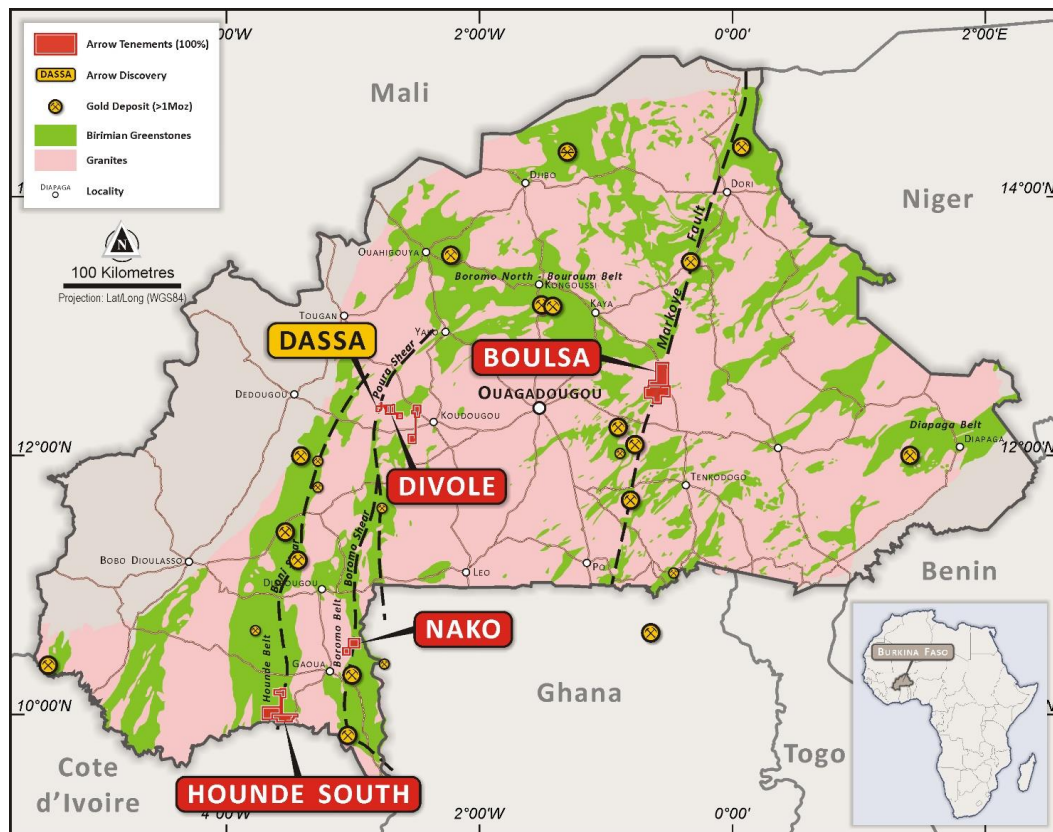 4°00'W
2°00'W
0°00'
2°00'E
Arrow Tenements (100%)
DASSA
Arrow Discovery
Gold Deposit (>1Moz)
Birimian Greenstones
Granites
DIAPAGA
Locality
N
100 Kilometres
Projection: Lat/Long (WGS84)
Mali
Niger
14°00'N
DJIBO
DORI
OUAHIGOUYA
Boromo North - Bouroum Belt
KONGOUSSI
KAYA
Markoye Fault
TOUGAN
YAKO
DASSA
Poura Shear
BOULSA
OUAGADOUGOU
DEDOUGOU
KOUDOUGOU
Diapaga Belt
DIAPAGA
12°00'N
12°00'N
DIVOLE
TENKODOGO
Boromo Shear
BOBO DIOULASSO
LEO
PO
Benin
NAKO
Boromo Belt
GAOUA
Hounde Belt
BURKINA FASO
Ghana
10°00'N
Togo
Cote
d'Ivoire
HOUNDE SOUTH
4°00'W
2°00'W
0°00'